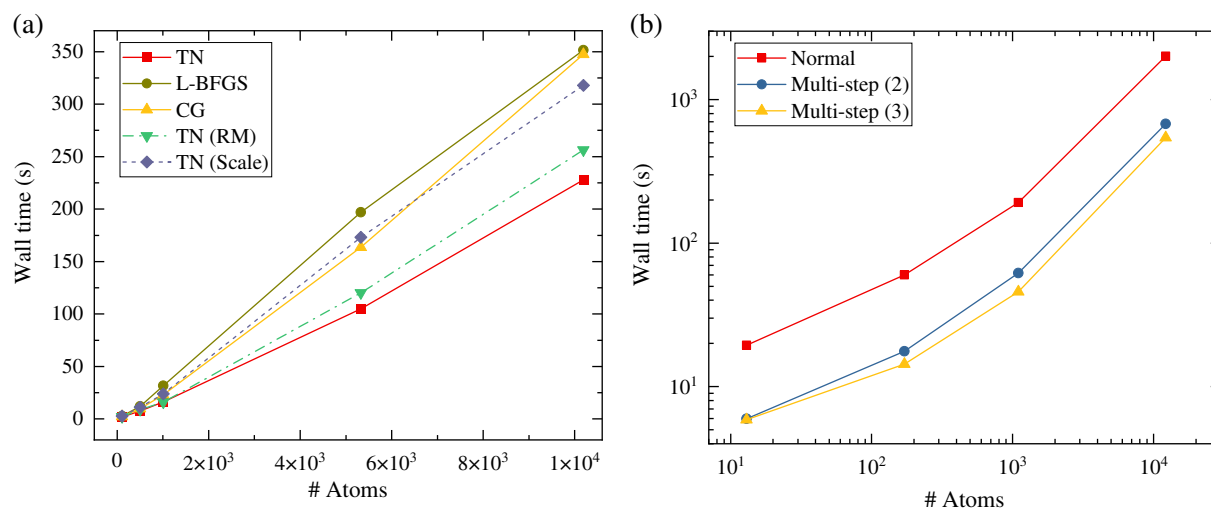 (a)
TN
L-BFGS
CG
TN (RM)
TN (Scale)
350
300
250
200
150
100
50
0
Wall time (s)
0
2×10³
4×10³
6×10³
8×10³
1×10⁴
# Atoms
(b)
Normal
Multi-step (2)
Multi-step (3)
10³
10²
10¹
Wall time (s)
10¹
10²
10³
10⁴
# Atoms